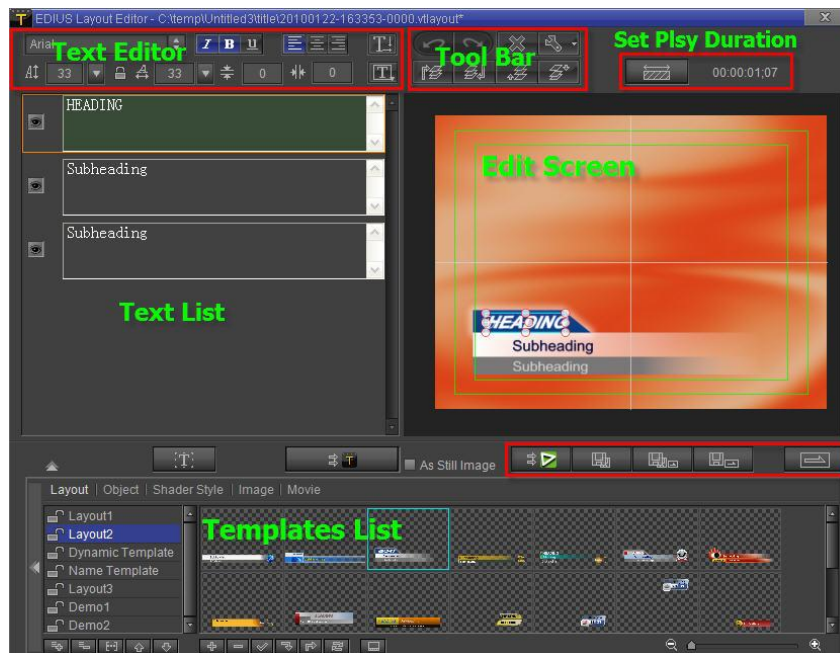 EDIUS Layout Editor - C:\temp\Untitled3\title\20100122-163353-0000.vllayout*
Arial
Text Editor
Tool Bar
Set Plsy Duration
33
33
0
0
00:00:01;07
HEADING
Subheading
Subheading
Text List
Edit Screen
HEADING
Subheading
Subheading
As Still Image
Layout | Object | Shader Style | Image | Movie
Layout1
Layout2
Dynamic Template
Name Template
Layout3
Demo1
Demo2
Templates List